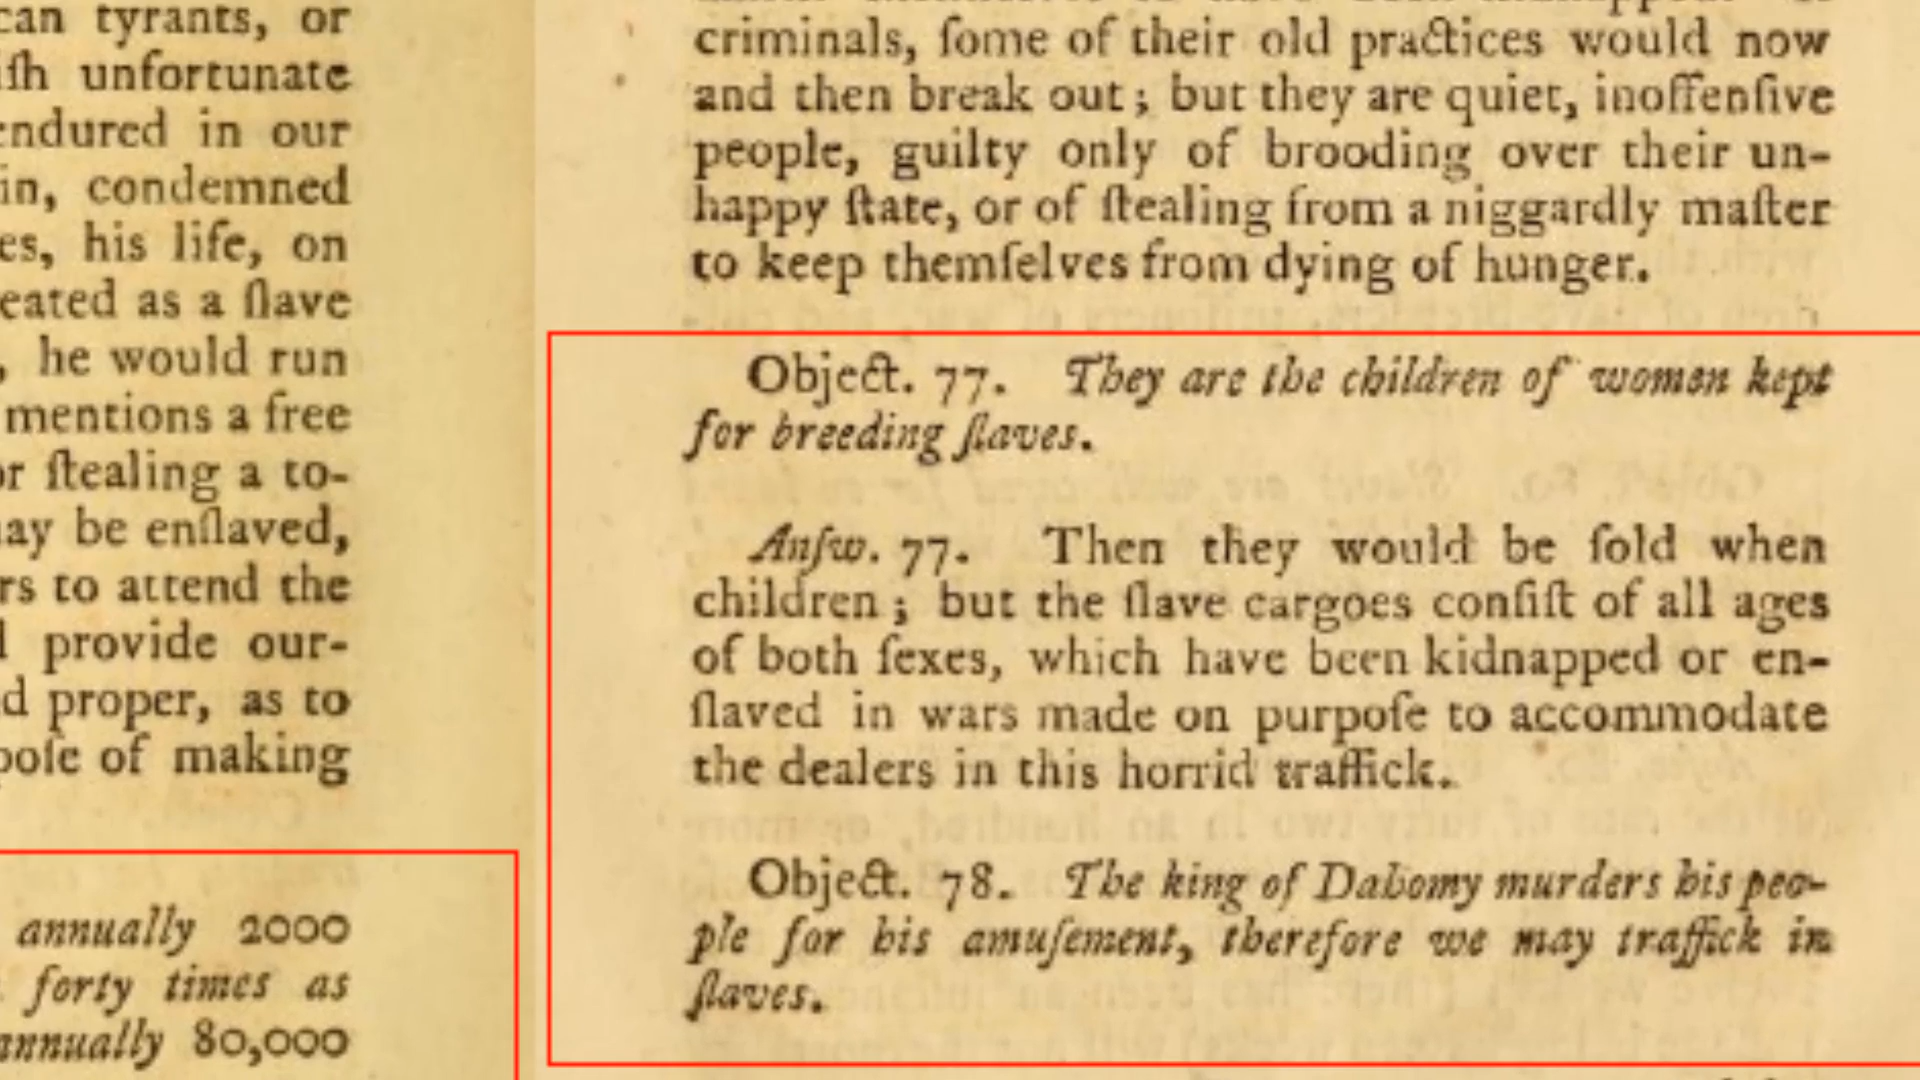 can tyrants, or
iſh unfortunate
endured in our
in, condemned
es, his life, on
eated as a ſlave
, he would run
mentions a free
or ſtealing a to-
ay be enſlaved,
rs to attend the
provide our-
d proper, as to
poſe of making
annually 2000
forty times as
annually 80,000
criminals, ſome of their old practices would now
and then break out; but they are quiet, inoffenſive
people, guilty only of brooding over their un-
happy ſtate, or of ſtealing from a niggardly maſter
to keep themſelves from dying of hunger.
Object. 77. They are the children of women kept
for breeding ſlaves.
Anſw. 77. Then they would be ſold when
children; but the ſlave cargoes conſiſt of all ages
of both ſexes, which have been kidnapped or en-
ſlaved in wars made on purpoſe to accommodate
the dealers in this horrid traffick.
Object. 78. The king of Dahomy murders his peo-
ple for his amuſement, therefore we may traffick in
ſlaves.